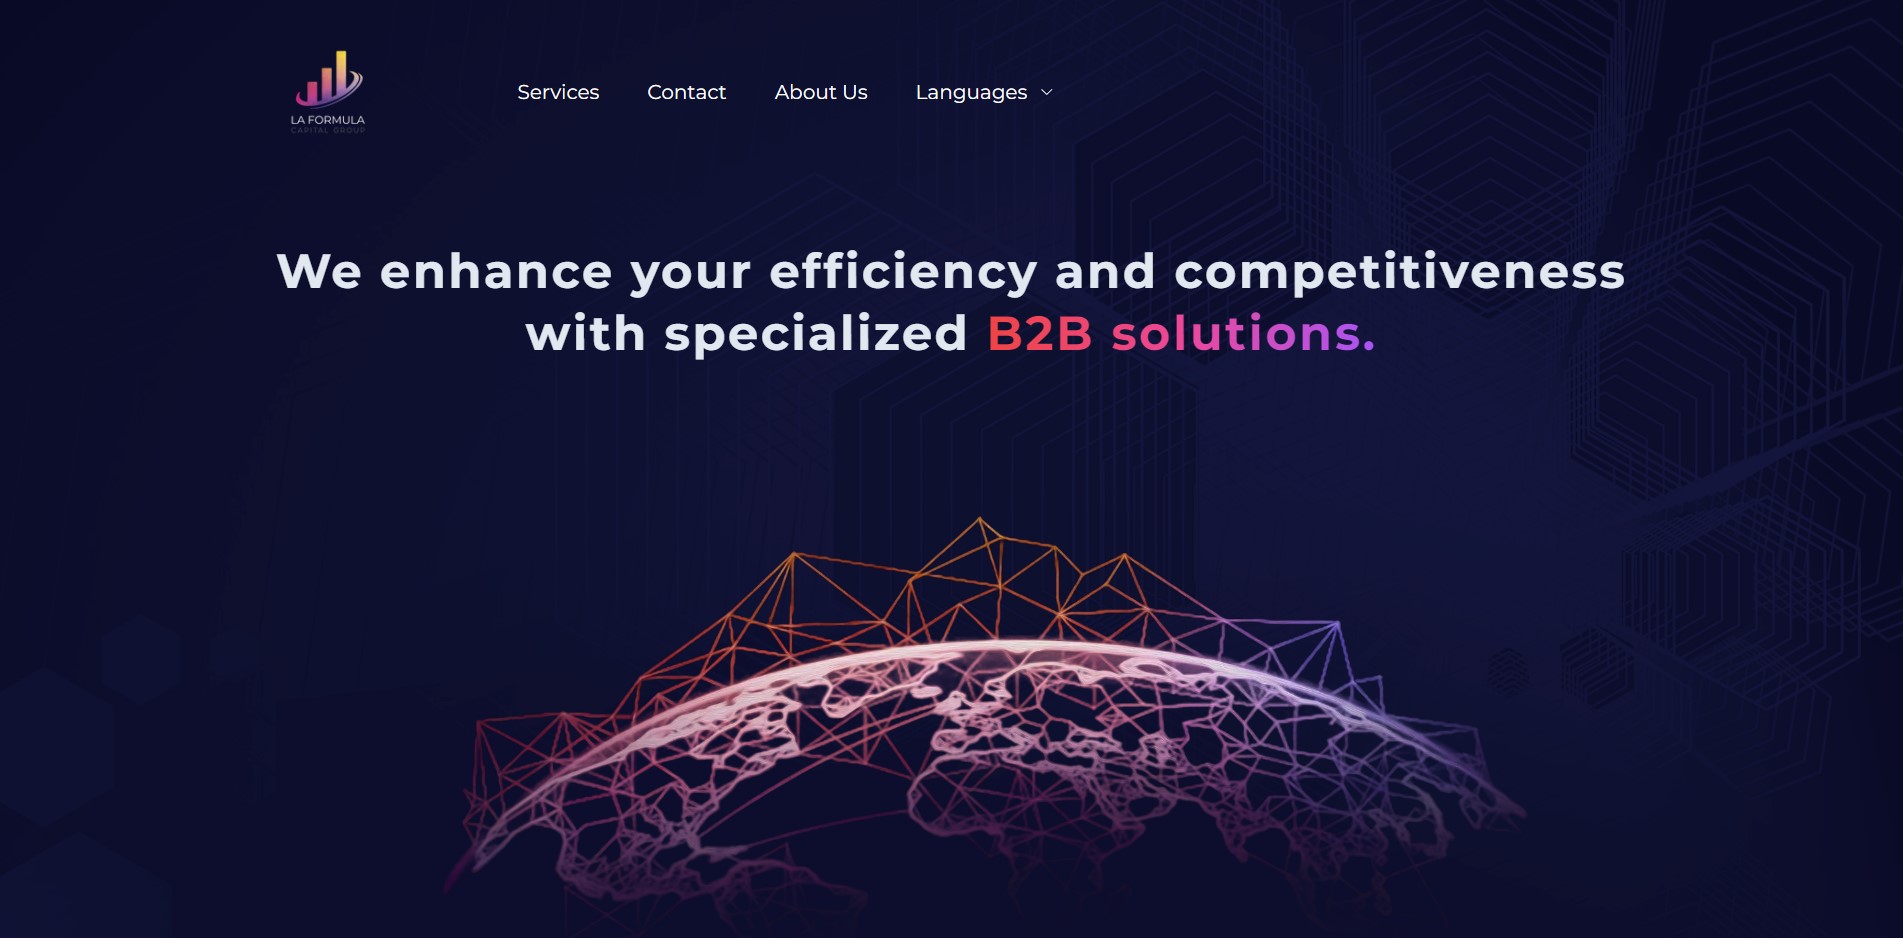 LA FORMULA
CAPITAL GROUP
Services
Contact
About Us
Languages
We enhance your efficiency and competitiveness
with specialized B2B solutions.